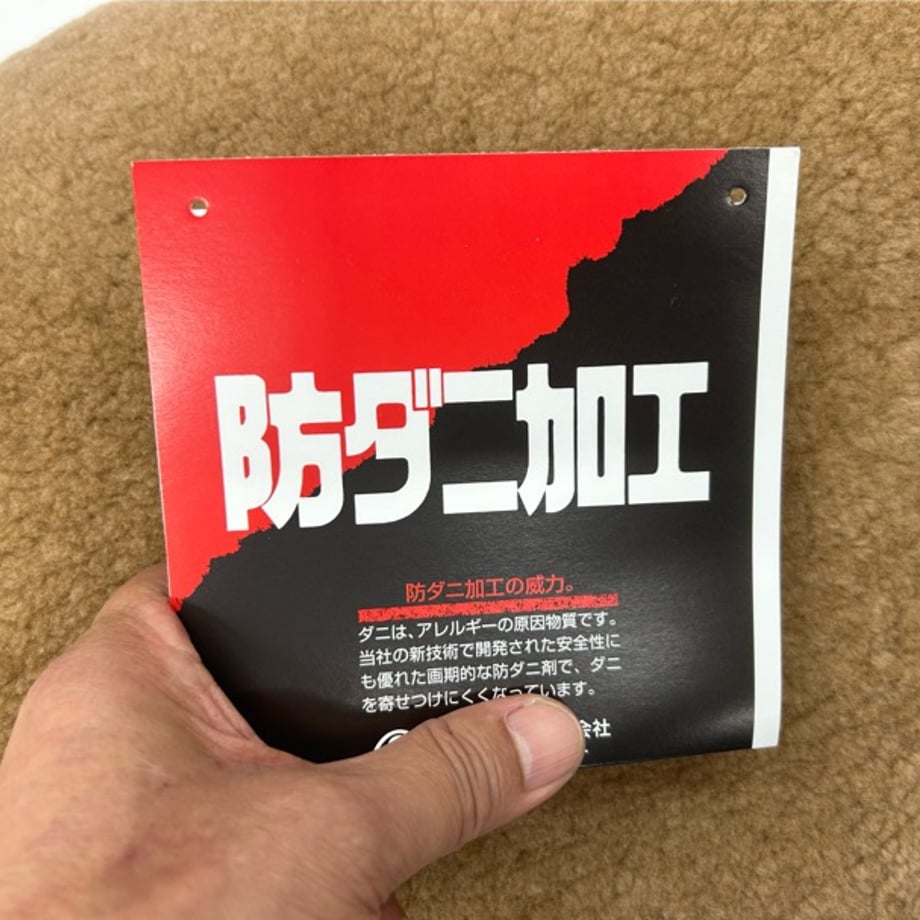 防ダニ加工
防ダニ加工の威力。
ダニは、アレルギーの原因物質です。
当社の新技術で開発された安全性に
も優れた画期的な防ダニ剤で、ダニ
を寄せつけにくくなっています。
会社